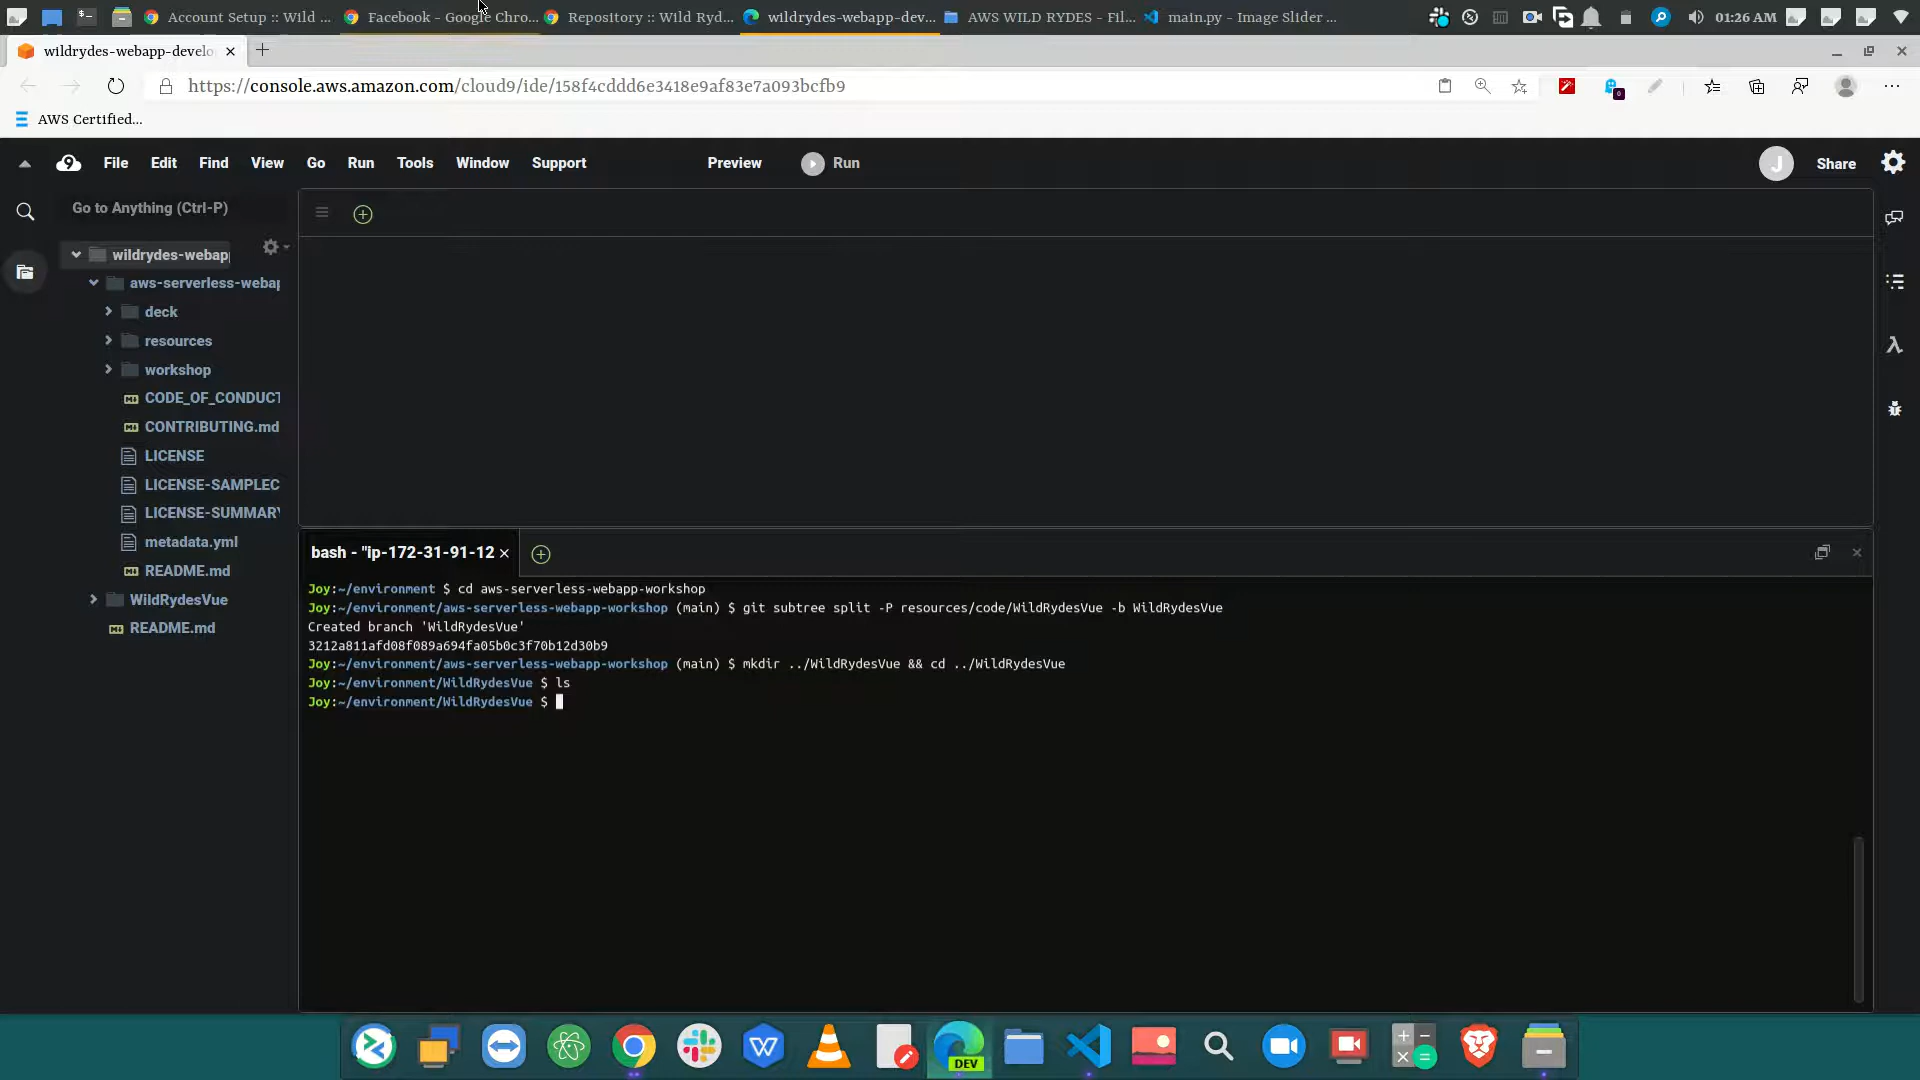 Account Setup :: Wild ...
Facebook - Google Chro...
Repository :: Wild Ryd...
wildrydes-webapp-dev...
AWS WILD RYDES - Fil...
main.py - Image Slider ...
01:26 AM
wildrydes-webapp-develo
https://console.aws.amazon.com/cloud9/ide/158f4cddd6e3418e9af83e7a093bcfb9
AWS Certified...
9 File Edit Find View Go Run Tools Window Support Preview Run J Share
Go to Anything (Ctrl-P)
wildrydes-webap
aws-serverless-webap
deck
resources
workshop
CODE_OF_CONDUCT
CONTRIBUTING.md
LICENSE
LICENSE-SAMPLEC
LICENSE-SUMMARY
metadata.yml
README.md
WildRydesVue
README.md
bash - "ip-172-31-91-12
Joy:~/environment $ cd aws-serverless-webapp-workshop
Joy:~/environment/aws-serverless-webapp-workshop (main) $ git subtree split -P resources/code/WildRydesVue -b WildRydesVue
Created branch 'WildRydesVue'
3212a811afd08f089a694fa05b0c3f70b12d30b9
Joy:~/environment/aws-serverless-webapp-workshop (main) $ mkdir ../WildRydesVue && cd ../WildRydesVue
Joy:~/environment/WildRydesVue $ ls
Joy:~/environment/WildRydesVue $
DEV